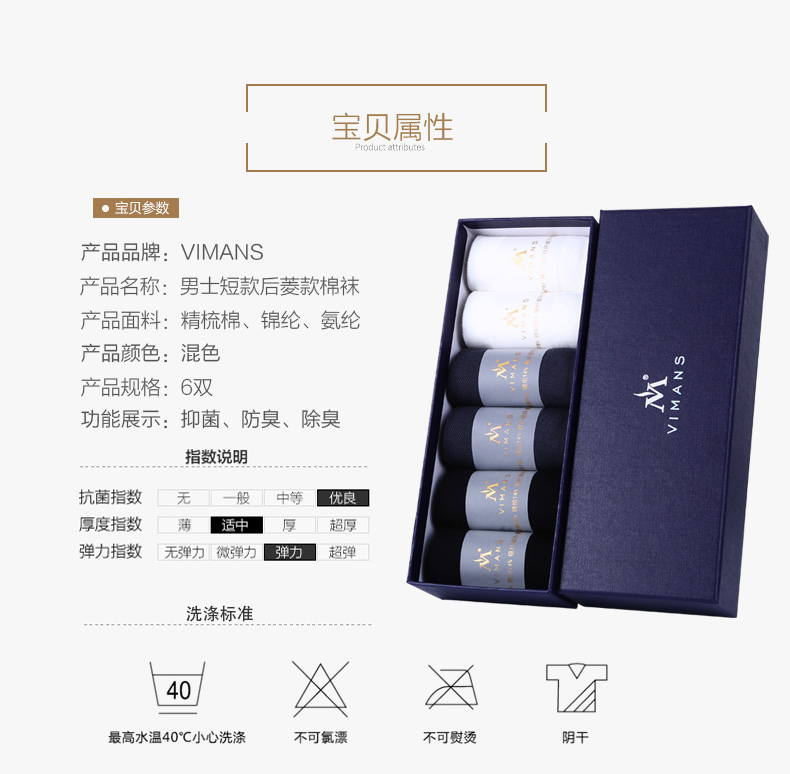 宝贝属性
Product attributes
宝贝参数
产品品牌：VIMANS
产品名称：男士短款后菱款棉袜
产品面料：精梳棉、锦纶、氨纶
产品颜色：混色
产品规格：6双
功能展示：抑菌、防臭、除臭
指数说明
抗菌指数 无 一般 中等 优良
厚度指数 薄 适中 厚 超厚
弹力指数 无弹力 微弹力 弹力 超弹
VIMANS
VIMANS
VIMANS
VIMANS
VIMANS
洗涤标准
40
最高水温40℃小心洗涤
不可氯漂
不可熨烫
阴干